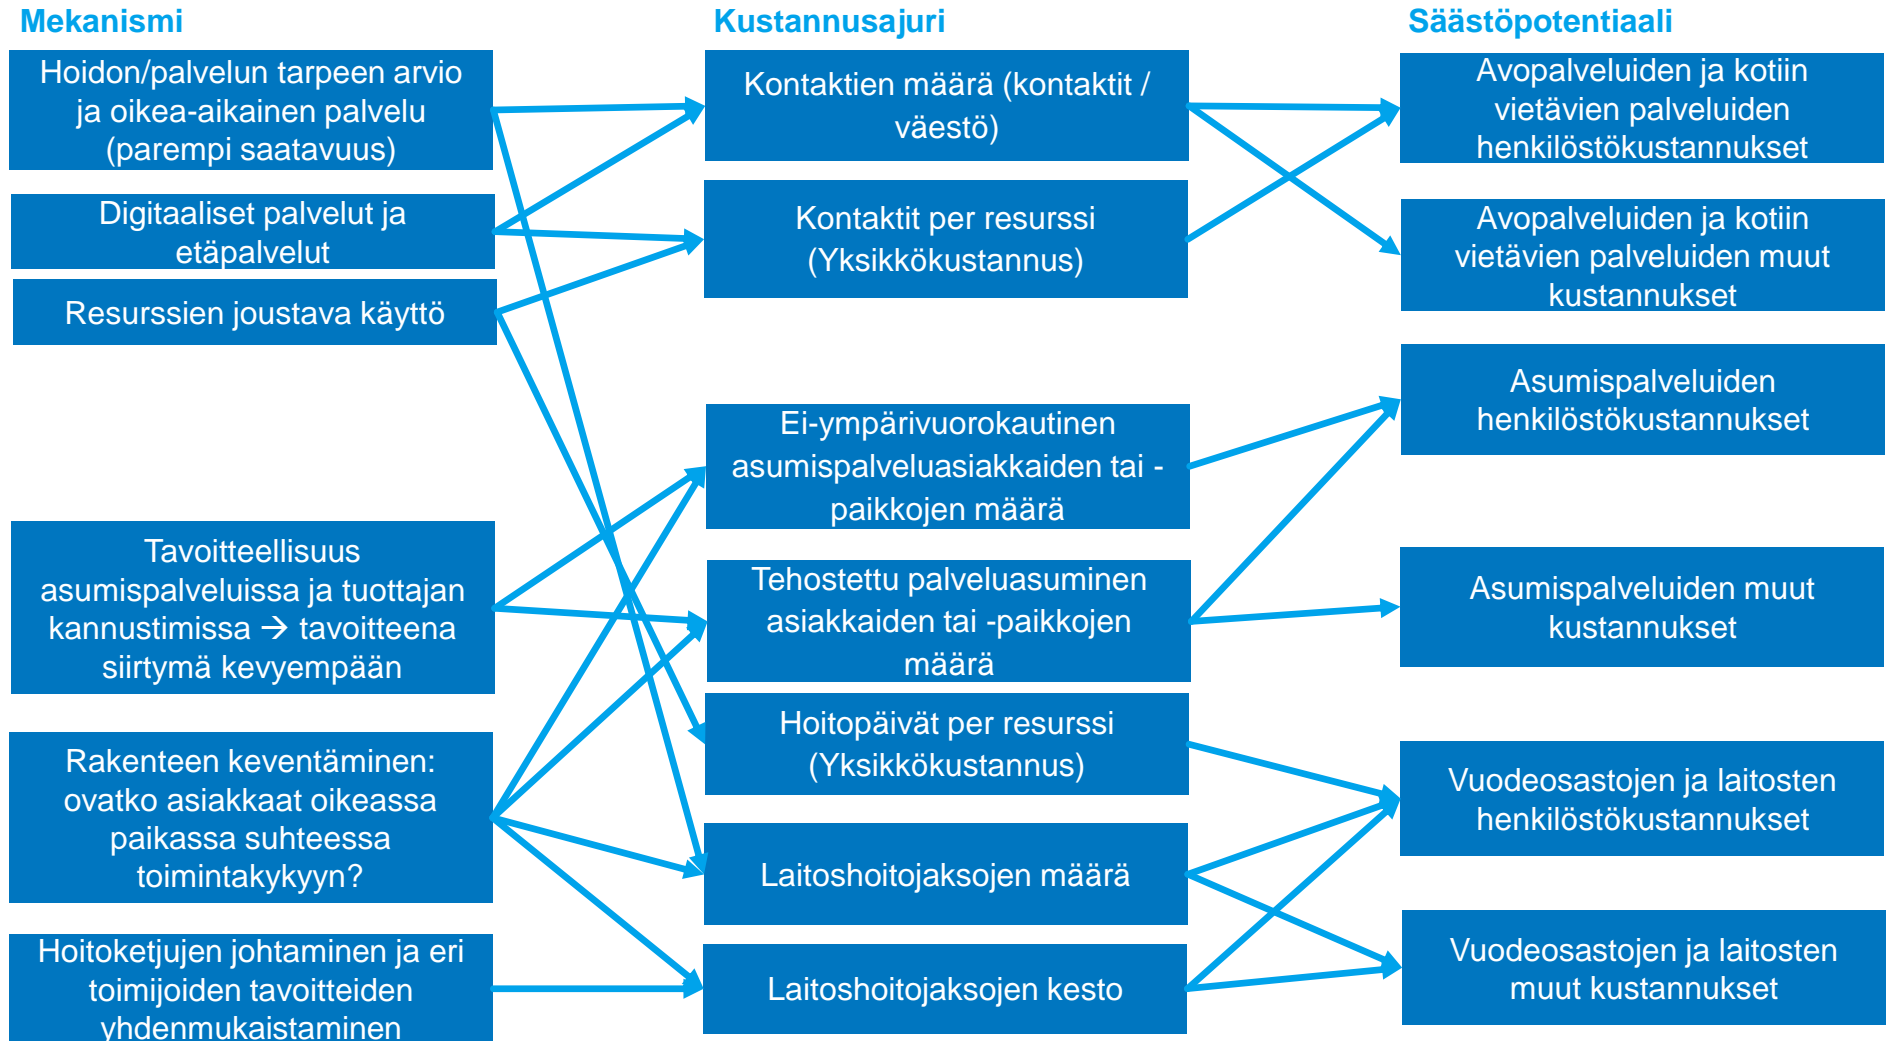 Mekanismi
Hoidon/palvelun tarpeen arvio
ja oikea-aikainen palvelu
(parempi saatavuus)
Digitaaliset palvelut ja
etäpalvelut
Resurssien joustava käyttö
Tavoitteellisuus
asumispalveluissa ja tuottajan
kannustimissa → tavoitteena
siirtymä kevyempään
Rakenteen keventäminen:
ovatko asiakkaat oikeassa
paikassa suhteessa
toimintakykyyn?
Hoitoketjujen johtaminen ja eri
toimijoiden tavoitteiden
yhdenmukaistaminen
Kustannusajuri
Kontaktien määrä (kontaktit /
väestö)
Kontaktit per resurssi
(Yksikkökustannus)
Ei-ympärivuorokautinen
asumispalveluasiakkaiden tai -
paikkojen määrä
Tehostettu palveluasuminen
asiakkaiden tai -paikkojen
määrä
Hoitopäivät per resurssi
(Yksikkökustannus)
Laitoshoitojaksojen määrä
Laitoshoitojaksojen kesto
Säästöpotentiaali
Avopalveluiden ja kotiin
vietävien palveluiden
henkilöstökustannukset
Avopalveluiden ja kotiin
vietävien palveluiden muut
kustannukset
Asumispalveluiden
henkilöstökustannukset
Asumispalveluiden muut
kustannukset
Vuodeosastojen ja laitosten
henkilöstökustannukset
Vuodeosastojen ja laitosten
muut kustannukset